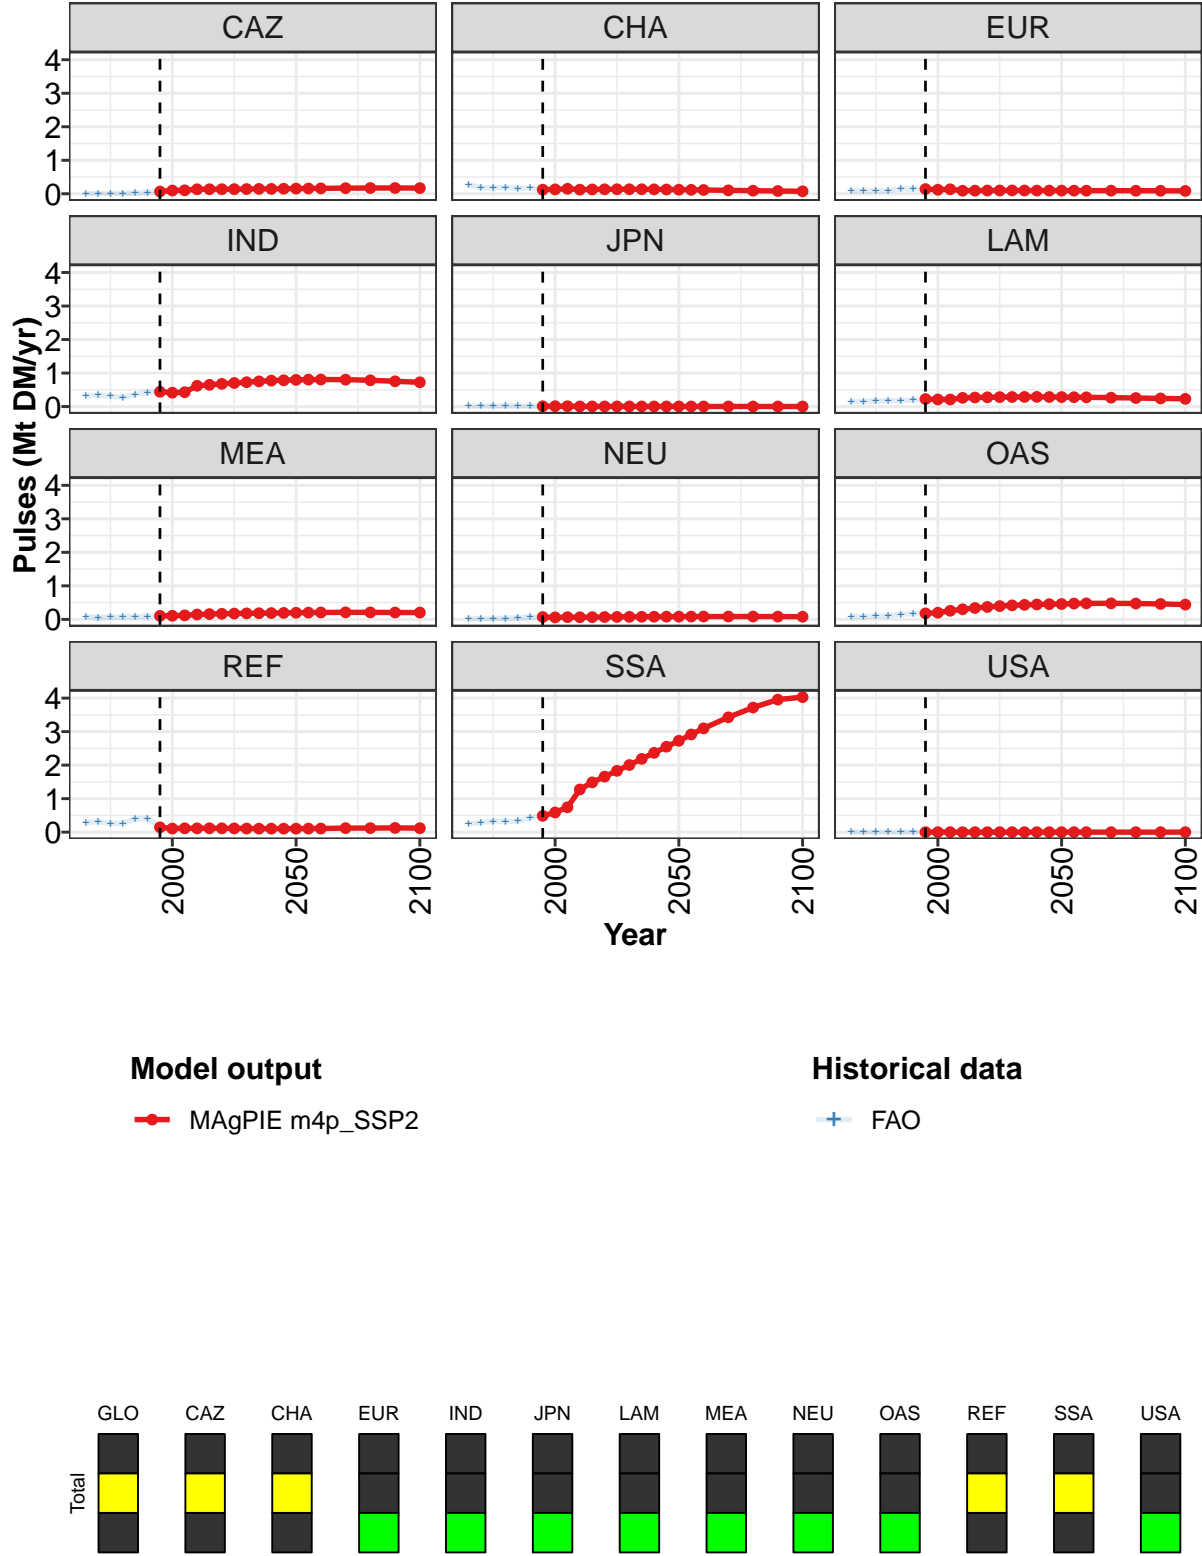 CAZ CHA EUR
4
3
2
1
0
IND JPN LAM
4
3
2
1
0
MEA NEU OAS
4
3
2
1
0
REF SSA USA
4
3
2
1
0
Pulses (Mt DM/yr)
2000 2050 2100 2000 2050 2100 2000 2050 2100
Year
Model output Historical data
MAgPIE m4p_SSP2 FAO
GLO CAZ CHA EUR IND JPN LAM MEA NEU OAS REF SSA USA
Total